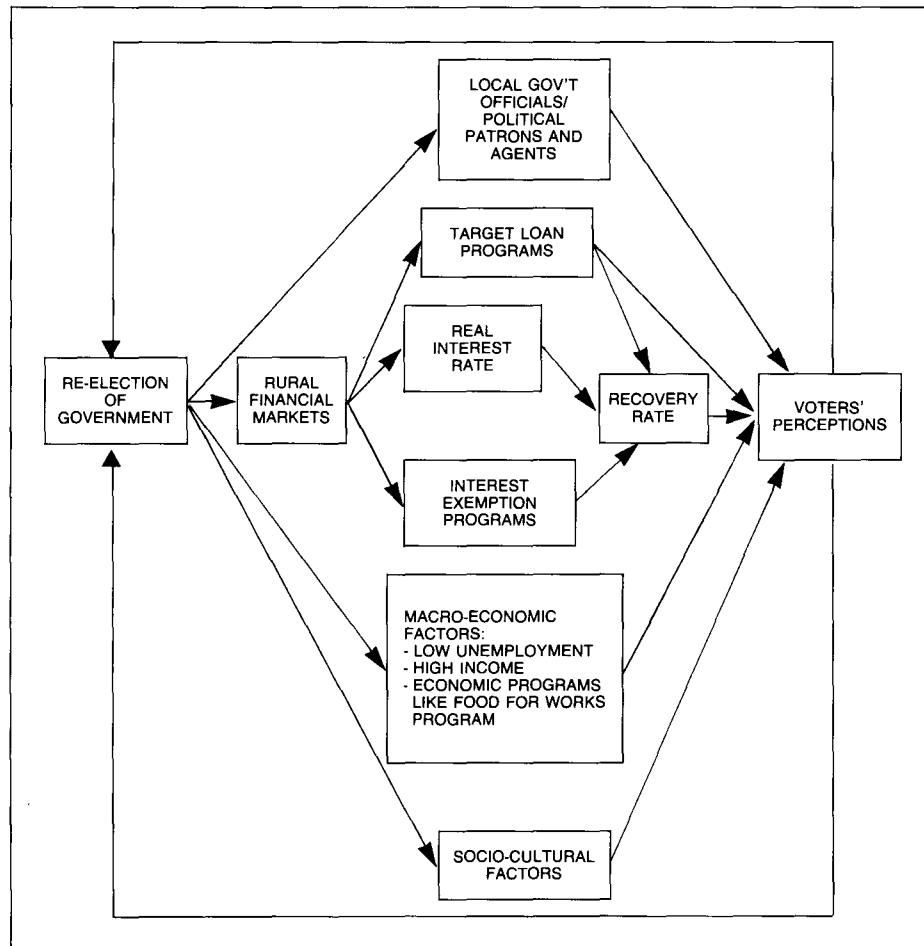 LOCAL GOV'T
OFFICIALS/
POLITICAL
PATRONS AND
AGENTS
TARGET LOAN
PROGRAMS
REAL
INTEREST
RATE
RE-ELECTION
OF
GOVERNMENT
RURAL
FINANCIAL
MARKETS
RECOVERY
RATE
VOTERS'
PERCEPTIONS
INTEREST
EXEMPTION
PROGRAMS
MACRO-ECONOMIC
FACTORS:
- LOW UNEMPLOYMENT
- HIGH INCOME
- ECONOMIC PROGRAMS
LIKE FOOD FOR WORKS
PROGRAM
SOCIO-CULTURAL
FACTORS